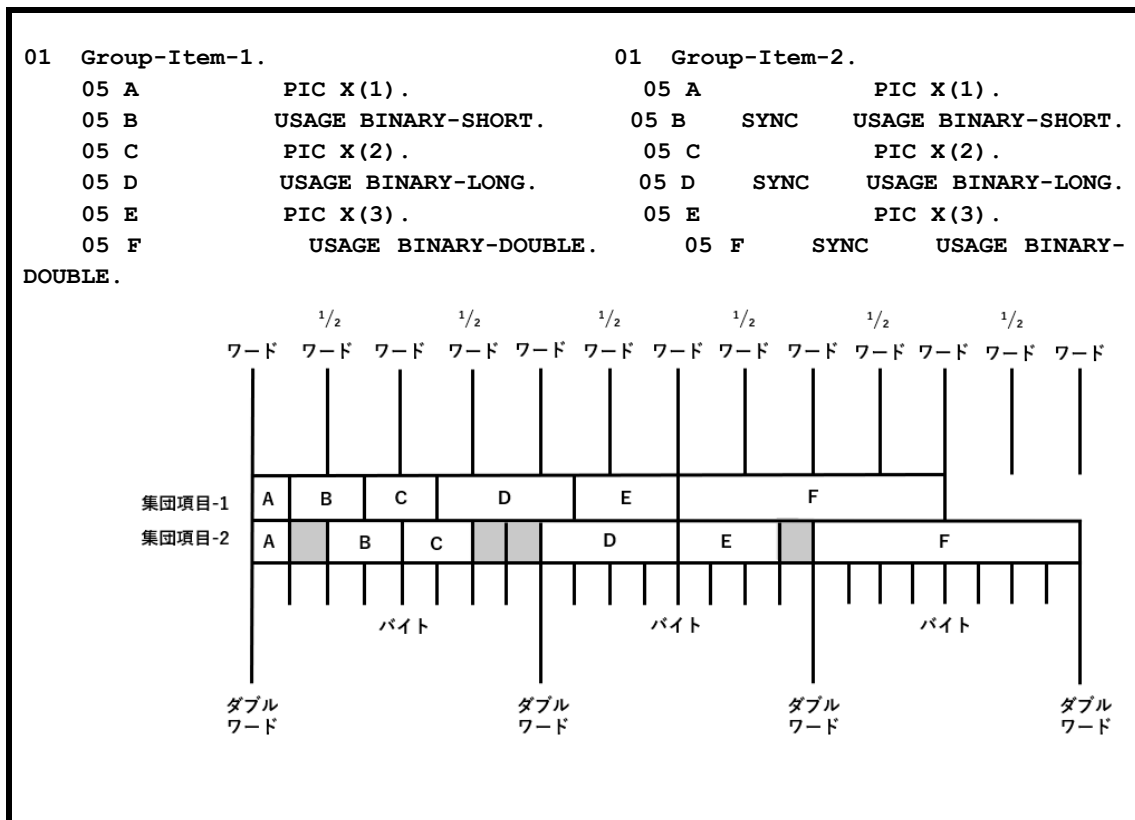 01 Group-Item-1. 01 Group-Item-2.
05 A PIC X(1). 05 A PIC X(1).
05 B USAGE BINARY-SHORT. 05 B SYNC USAGE BINARY-SHORT.
05 C PIC X(2). 05 C PIC X(2).
05 D USAGE BINARY-LONG. 05 D SYNC USAGE BINARY-LONG.
05 E PIC X(3). 05 E PIC X(3).
05 F USAGE BINARY-DOUBLE. 05 F SYNC USAGE BINARY-
DOUBLE.
1/2 1/2 1/2 1/2 1/2 1/2
ワード ワード ワード ワード ワード ワード ワード ワード ワード ワード ワード ワード ワード
集団項目-1 A B C D E F
集団項目-2 A B C D E F
バイト バイト バイト
ダブル ダブル ダブル ダブル
ワード ワード ワード ワード